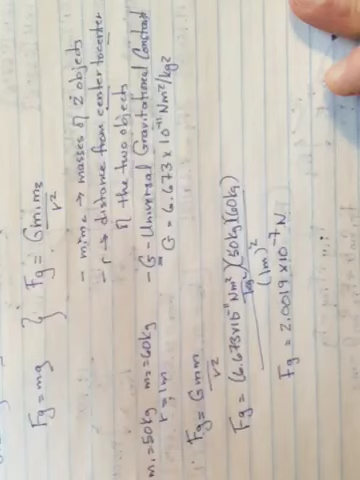 Fg = mg } Fg = Gm1m2/r²
- m1m2 → masses of 2 objects
- r → distance from center to center
of the two objects
- G - Universal Gravitational Constant
G = 6.673 x 10⁻¹¹ Nm²/kg2
m1 = 50kg m2 = 60kg
r = 1m
Fg = Gmm/r²
Fg = (6.673x10⁻¹¹ Nm²/kg²)(50kg)(60kg)/(1m)²
Fg = 2.0019 x 10⁻⁷ N